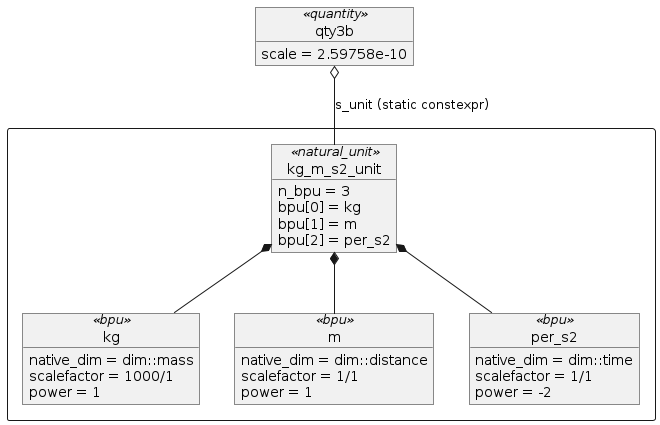 «quantity»
qty3b
scale = 2.59758e-10
s_unit (static constexpr)
«natural_unit»
kg_m_s2_unit
n_bpu = 3
bpu[0] = kg
bpu[1] = m
bpu[2] = per_s2
«bpu»
kg
native_dim = dim::mass
scalefactor = 1000/1
power = 1
«bpu»
m
native_dim = dim::distance
scalefactor = 1/1
power = 1
«bpu»
per_s2
native_dim = dim::time
scalefactor = 1/1
power = -2